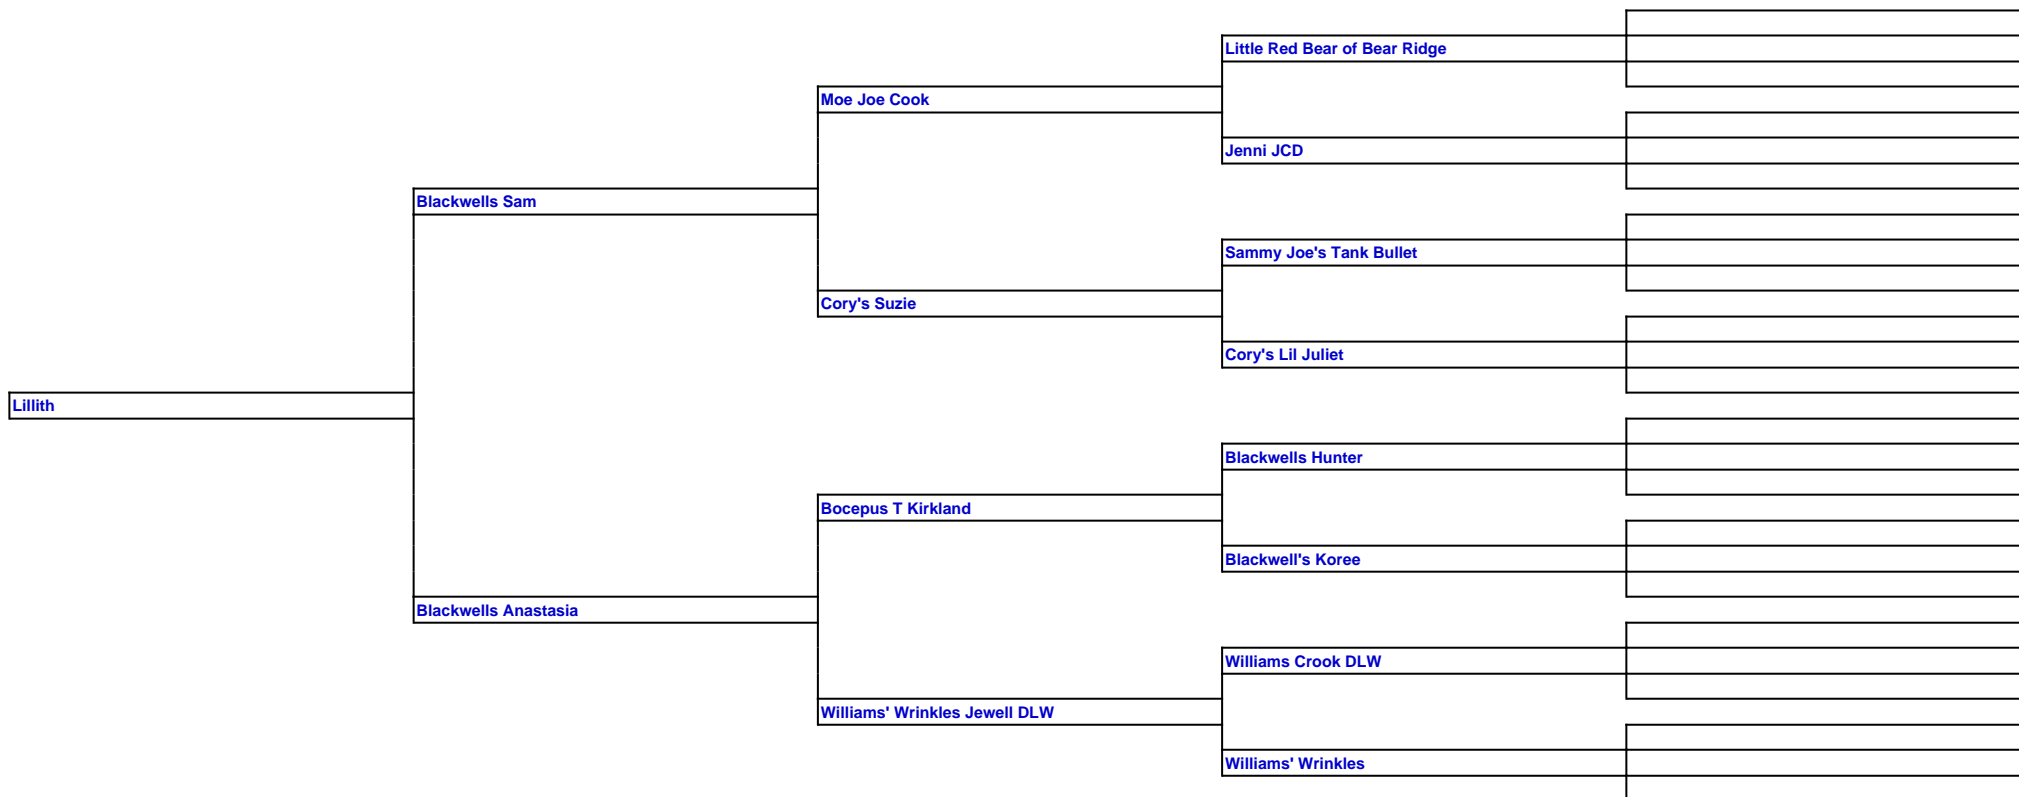 Little Red Bear of Bear Ridge
Moe Joe Cook
Jenni JCD
Blackwells Sam
Sammy Joe's Tank Bullet
Cory's Suzie
Cory's Lil Juliet
Lillith
Blackwells Hunter
Bocepus T Kirkland
Blackwell's Koree
Blackwells Anastasia
Williams Crook DLW
Williams' Wrinkles Jewell DLW
Williams' Wrinkles